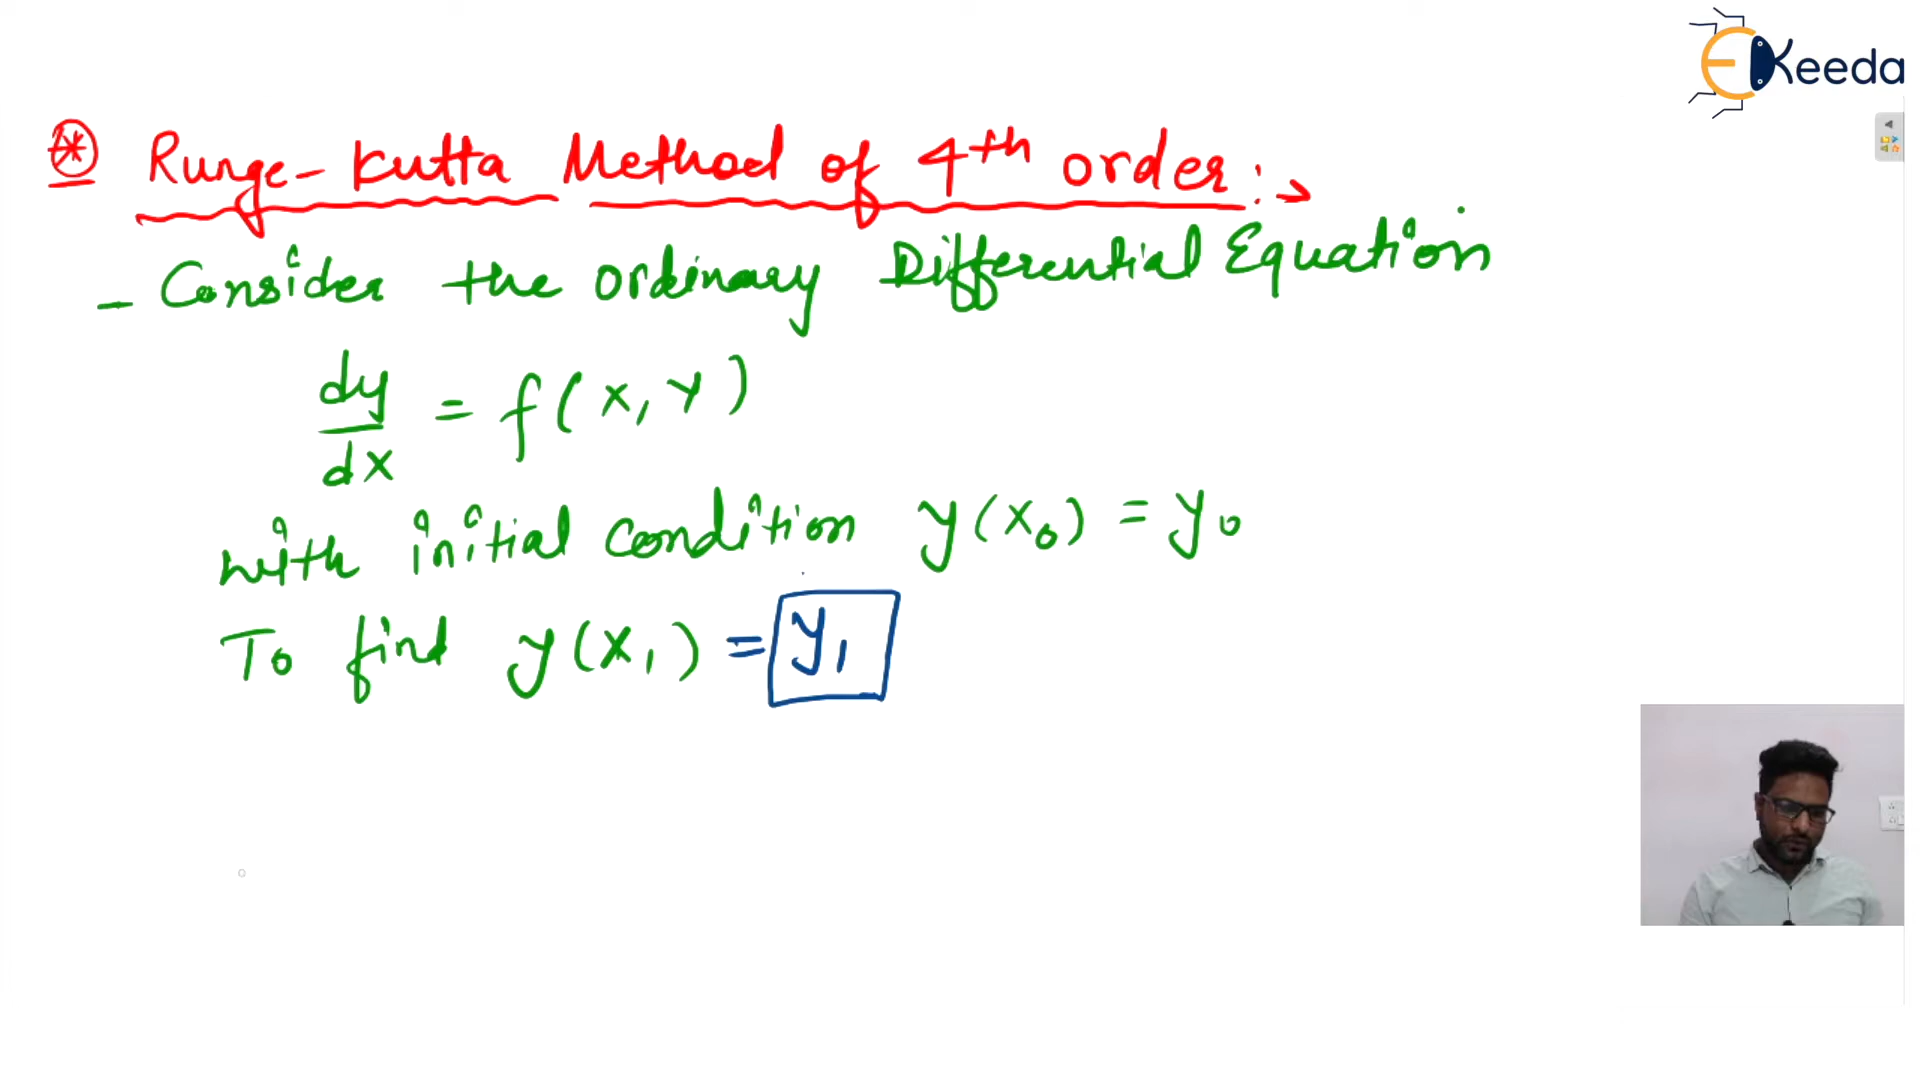 EKeeda
* Runge-Kutta Method of 4th order:→
- Consider the ordinary Differential Equation
dy/dx = f(x, y)
with initial condition y(x₀) = y₀
To find y(x₁) = y₁